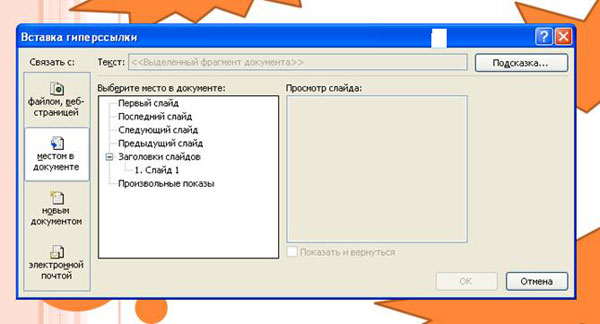 Вставка гиперссылки
Связать с:
Текст: <<Выделенный фрагмент документа>>
Подсказка...
файлом, веб-
страницей
местом в
документе
новым
документом
электронной
почтой
Выберите место в документе:
Первый слайд
Последний слайд
Следующий слайд
Предыдущий слайд
Заголовки слайдов
1. Слайд 1
Произвольные показы
Просмотр слайда:
Показать и вернуться
ОК
Отмена